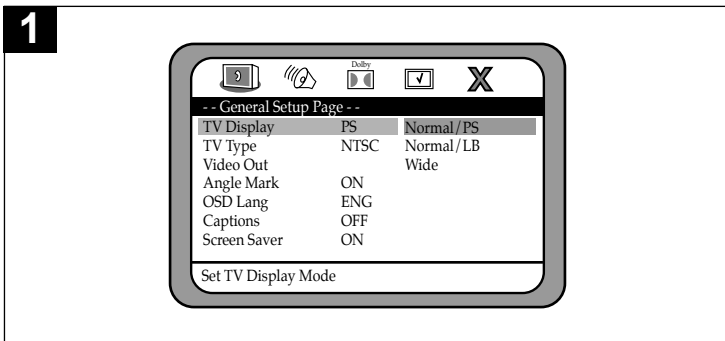 1
Dolby
- - General Setup Page - -
TV Display PS Normal/PS
TV Type NTSC Normal/LB
Video Out Wide
Angle Mark ON
OSD Lang ENG
Captions OFF
Screen Saver ON
Set TV Display Mode